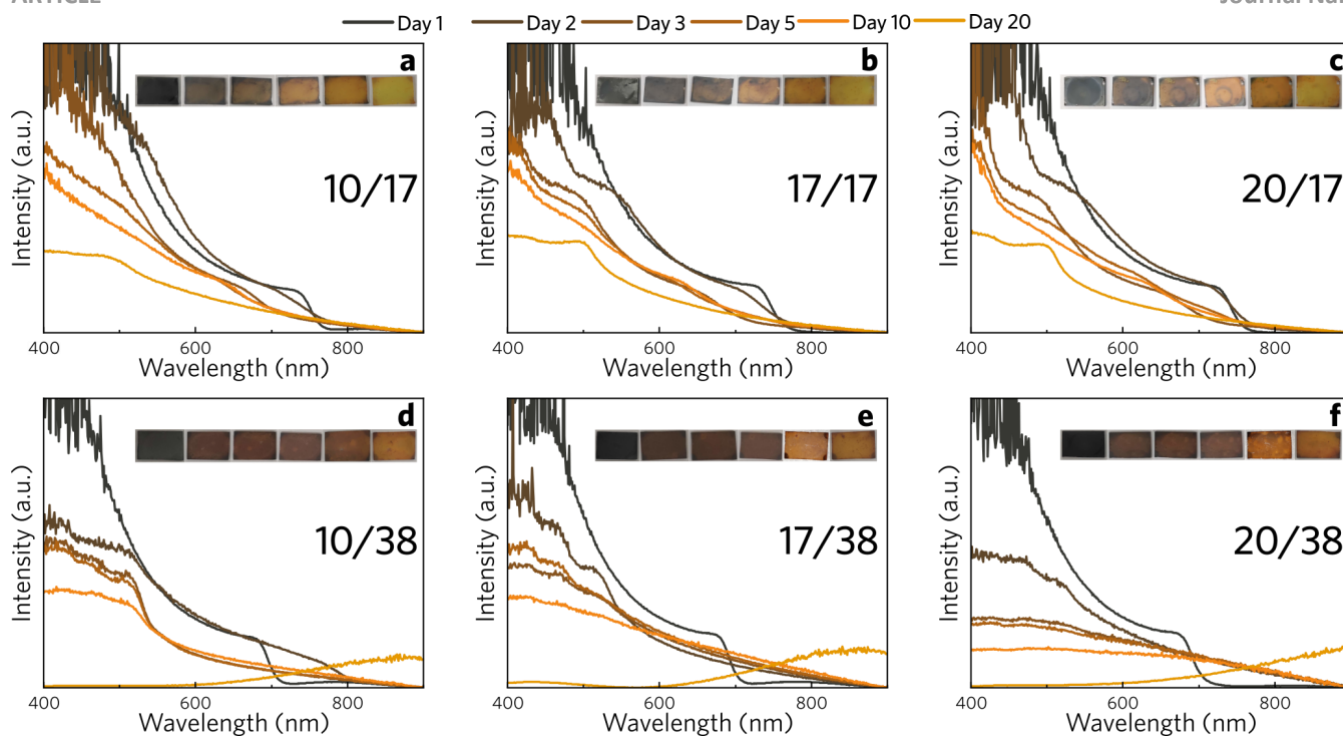 Day 1 Day 2 Day 3 Day 5 Day 10 Day 20
a b c
10/17 17/17 20/17
Intensity (a.u.) Intensity (a.u.) Intensity (a.u.)
400 600 800 400 600 800 400 600 800
Wavelength (nm) Wavelength (nm) Wavelength (nm)
d e f
10/38 17/38 20/38
Intensity (a.u.) Intensity (a.u.) Intensity (a.u.)
400 600 800 400 600 800 400 600 800
Wavelength (nm) Wavelength (nm) Wavelength (nm)